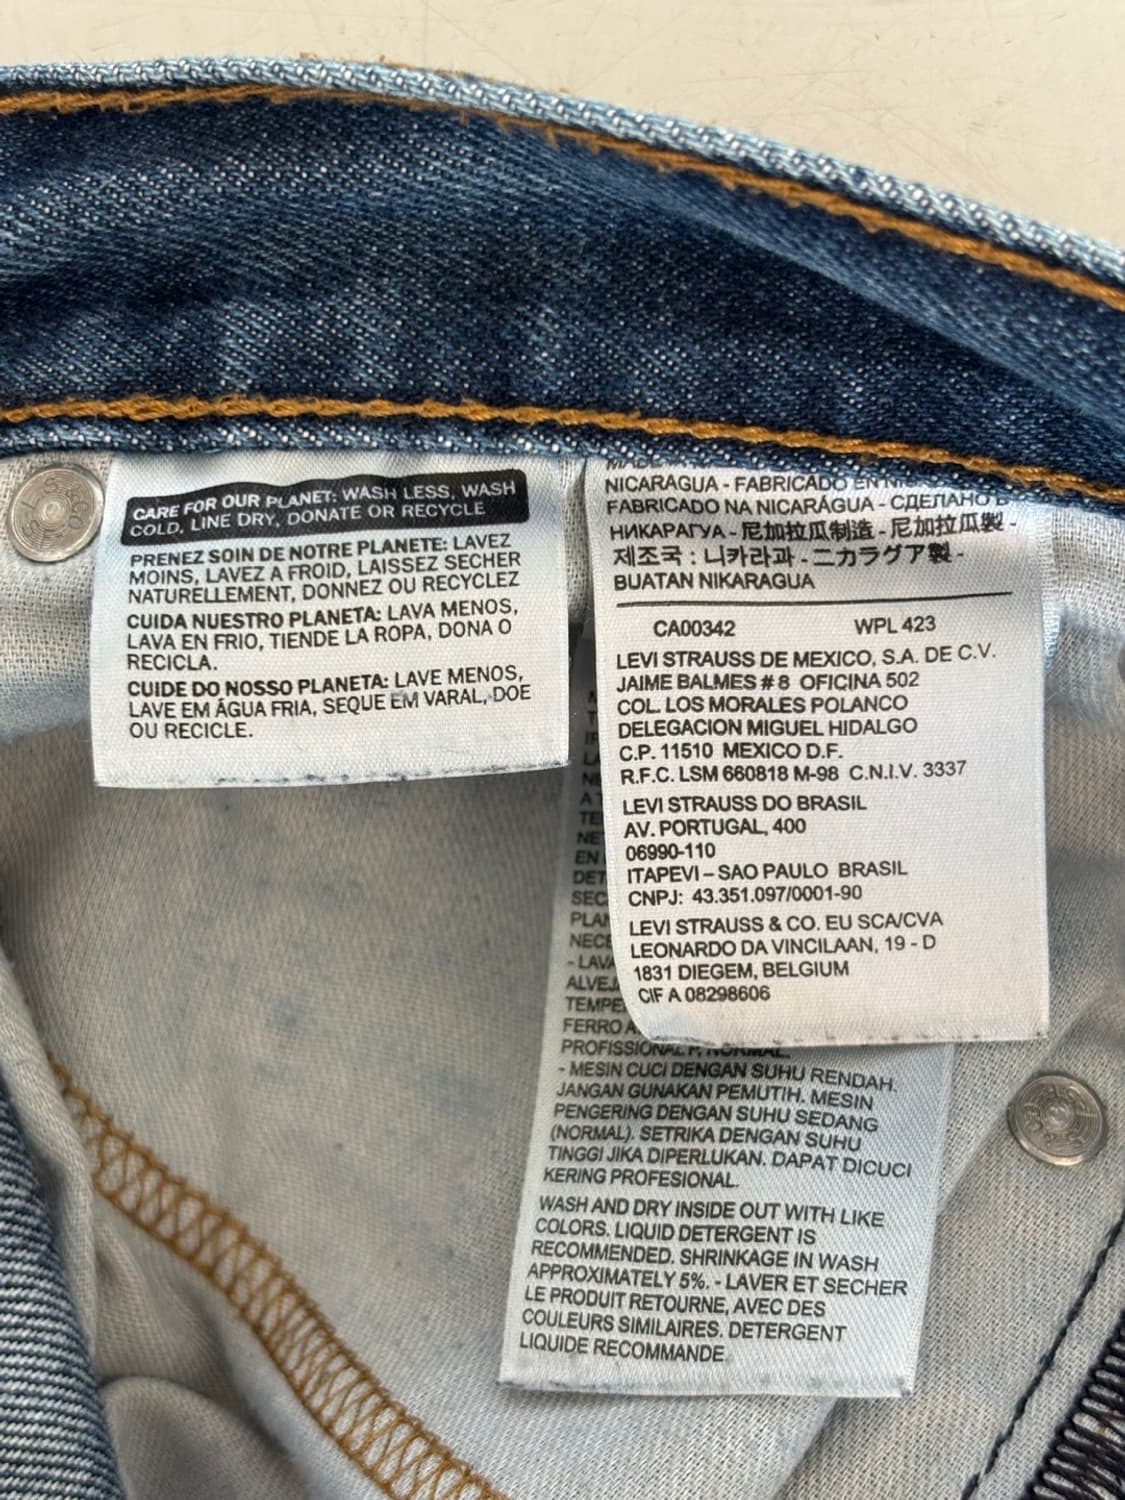 CARE FOR OUR PLANET: WASH LESS, WASH
COLD, LINE DRY, DONATE OR RECYCLE
PRENEZ SOIN DE NOTRE PLANETE: LAVEZ
MOINS, LAVEZ A FROID, LAISSEZ SECHER
NATURELLEMENT, DONNEZ OU RECYCLEZ
CUIDA NUESTRO PLANETA: LAVA MENOS,
LAVA EN FRIO, TIENDE LA ROPA, DONA O
RECICLA.
CUIDE DO NOSSO PLANETA: LAVE MENOS,
LAVE EM ÁGUA FRIA, SEQUE EM VARAL, DOE
OU RECICLE.
NICARAGUA - FABRICADO EN
FABRICADO NA NICARÁGUA - СДЕЛАНО В
НИКАРАГУА - 尼加拉瓜制造 - 尼加拉瓜製 -
제조국 : 니카라과 - ニカラグア製 -
BUATAN NIKARAGUA
CA00342 WPL 423
LEVI STRAUSS DE MEXICO, S.A. DE C.V.
JAIME BALMES # 8 OFICINA 502
COL. LOS MORALES POLANCO
DELEGACION MIGUEL HIDALGO
C.P. 11510 MEXICO D.F.
R.F.C. LSM 660818 M-98 C.N.I.V. 3337
LEVI STRAUSS DO BRASIL
AV. PORTUGAL, 400
06990-110
ITAPEVI – SAO PAULO BRASIL
CNPJ: 43.351.097/0001-90
LEVI STRAUSS & CO. EU SCA/CVA
LEONARDO DA VINCILAAN, 19 - D
1831 DIEGEM, BELGIUM
CIF A 08298606
FERRO A
PROFISSIONAL P, NORMAL.
- MESIN CUCI DENGAN SUHU RENDAH.
JANGAN GUNAKAN PEMUTIH. MESIN
PENGERING DENGAN SUHU SEDANG
(NORMAL). SETRIKA DENGAN SUHU
TINGGI JIKA DIPERLUKAN. DAPAT DICUCI
KERING PROFESIONAL.
WASH AND DRY INSIDE OUT WITH LIKE
COLORS. LIQUID DETERGENT IS
RECOMMENDED. SHRINKAGE IN WASH
APPROXIMATELY 5%. - LAVER ET SECHER
LE PRODUIT RETOURNE, AVEC DES
COULEURS SIMILAIRES. DETERGENT
LIQUIDE RECOMMANDE.